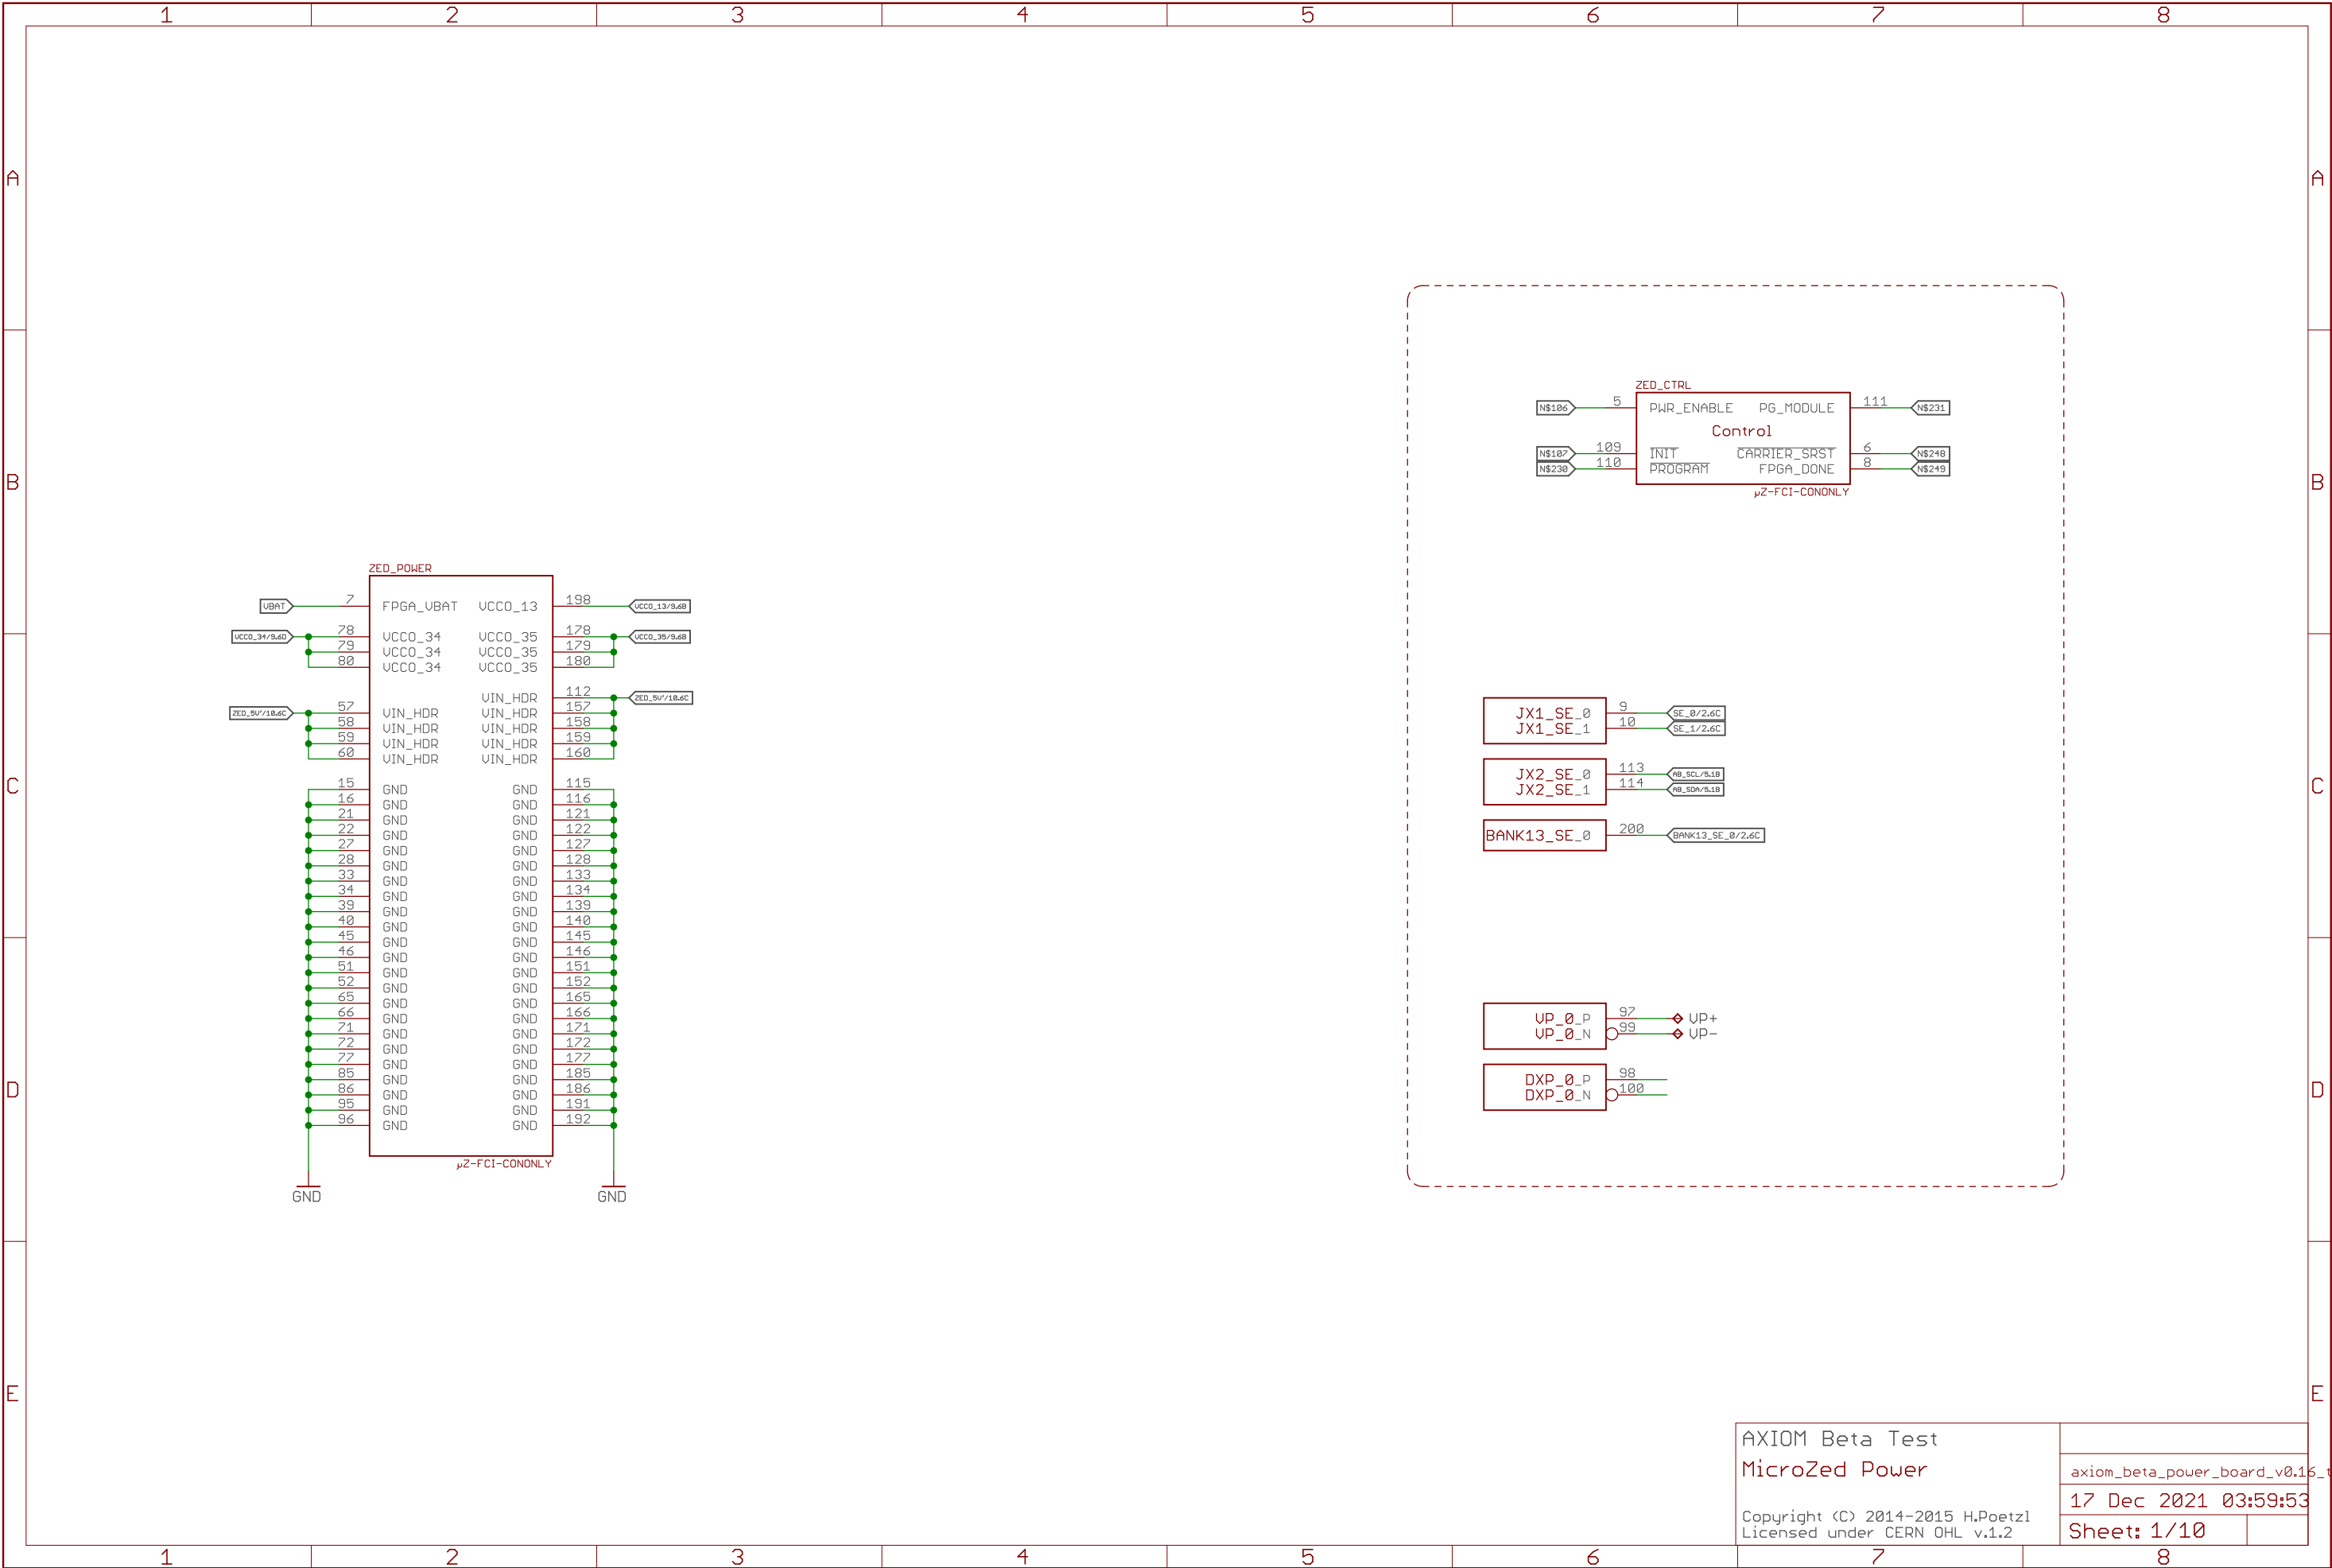 1 2 3 4 5 6 7 8
A A
ZED_CTRL
N$106 5 PWR_ENABLE PG_MODULE 111 N$231
Control
N$107 109 INIT CARRIER_SRST 6 N$248
N$230 110 PROGRAM FPGA_DONE 8 N$249
B B
µZ-FCI-CONONLY
ZED_POWER
VBAT 7 FPGA_VBAT VCCO_13 198 VCCO_13/9.6B
VCCO_34/9.6D 78 VCCO_34 VCCO_35 178 VCCO_35/9.6B
79 VCCO_34 VCCO_35 179
80 VCCO_34 VCCO_35 180
VIN_HDR 112 ZED_5V'/10.6C
ZED_5V'/10.6C 57 VIN_HDR VIN_HDR 157
58 VIN_HDR VIN_HDR 158
59 VIN_HDR VIN_HDR 159
60 VIN_HDR VIN_HDR 160
15 GND GND 115
16 GND GND 116
21 GND GND 121
22 GND GND 122
27 GND GND 127
28 GND GND 128
33 GND GND 133
34 GND GND 134
39 GND GND 139
40 GND GND 140
45 GND GND 145
46 GND GND 146
51 GND GND 151
52 GND GND 152
65 GND GND 165
66 GND GND 166
71 GND GND 171
72 GND GND 172
77 GND GND 177
85 GND GND 185
86 GND GND 186
95 GND GND 191
96 GND GND 192
µZ-FCI-CONONLY
GND GND
JX1_SE_0 9 SE_0/2.6C
JX1_SE_1 10 SE_1/2.6C
JX2_SE_0 113 AB_SCL/5.1B
JX2_SE_1 114 AB_SDA/5.1B
C C
BANK13_SE_0 200 BANK13_SE_0/2.6C
VP_0_P 97 VP+
VP_0_N 99 VP-
DXP_0_P 98
DXP_0_N 100
D D
E E
AXIOM Beta Test
MicroZed Power
Copyright (C) 2014-2015 H.Poetzl
Licensed under CERN OHL v.1.2
axiom_beta_power_board_v0.16_t
17 Dec 2021 03:59:53
Sheet: 1/10
1 2 3 4 5 6 7 8